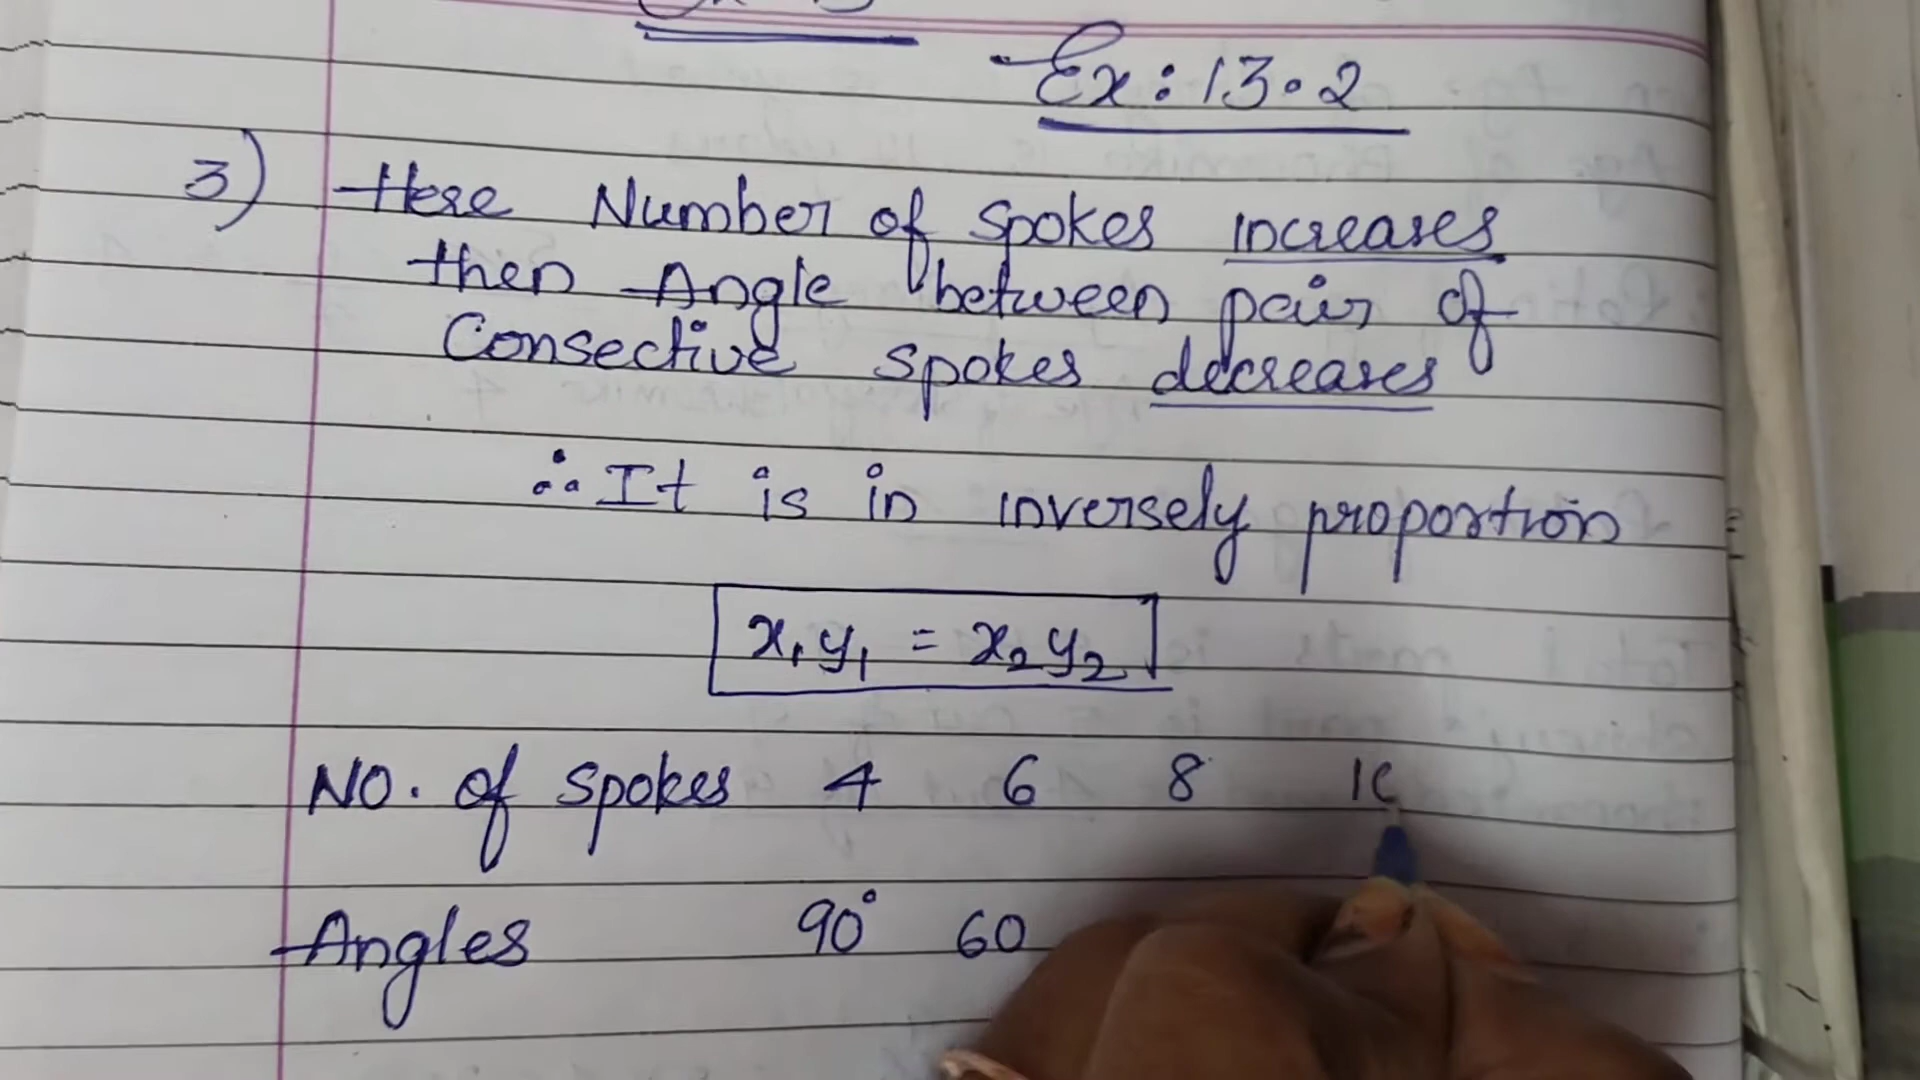 Ex: 13.2
3) Here Number of spokes increases
then Angle between pair of
Consective spokes decreases
∴ It is in inversely proportion
x₁y₁ = x₂y₂
No. of spokes 4 6 8
Angles 90° 60